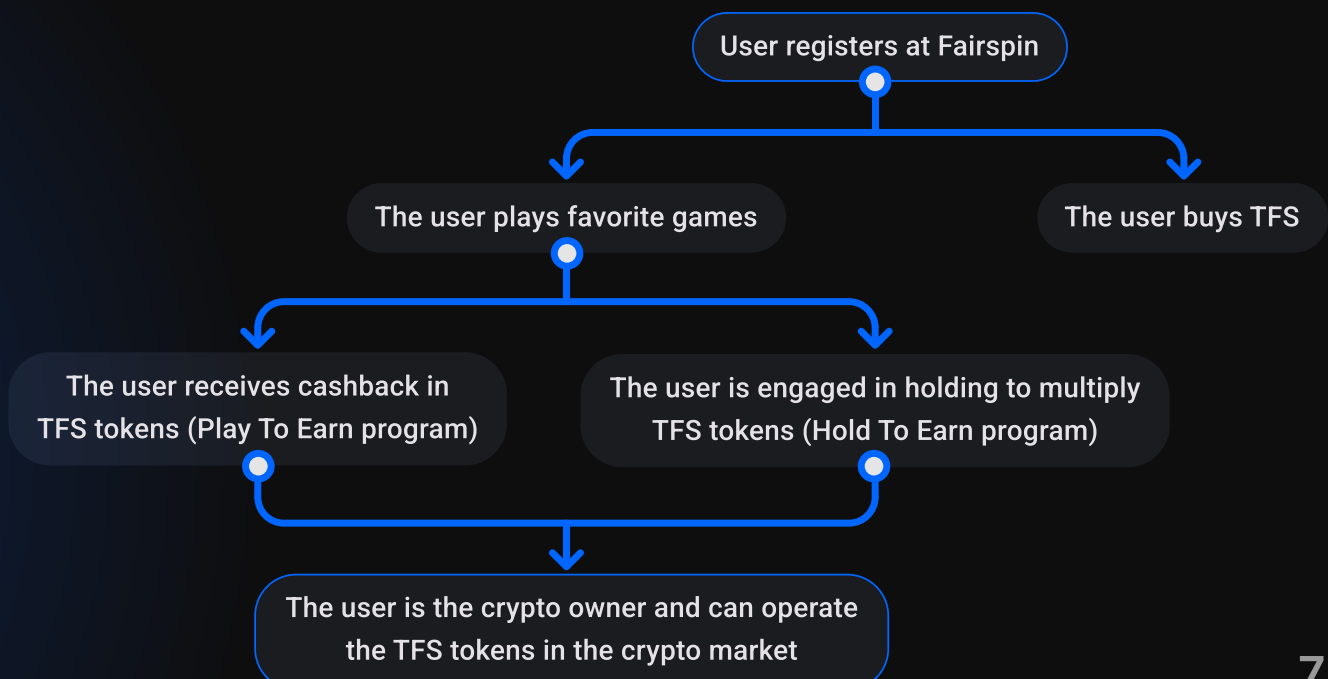 User registers at Fairspin
The user plays favorite games
The user buys TFS
The user receives cashback in
TFS tokens (Play To Earn program)
The user is engaged in holding to multiply
TFS tokens (Hold To Earn program)
The user is the crypto owner and can operate
the TFS tokens in the crypto market
7